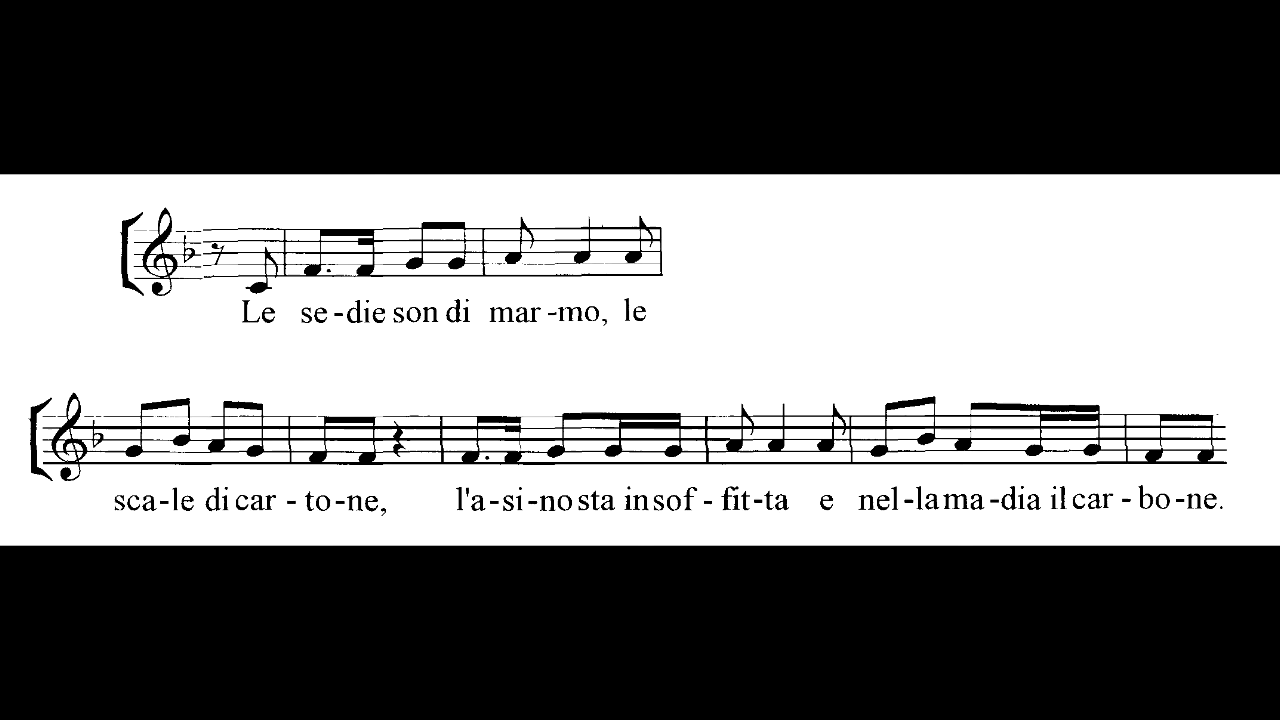 Le se-die son di mar-mo, le
sca-le di car-to-ne, l'a-si-no sta in sof-fit-ta e nel-la ma-dia il car-bo-ne.